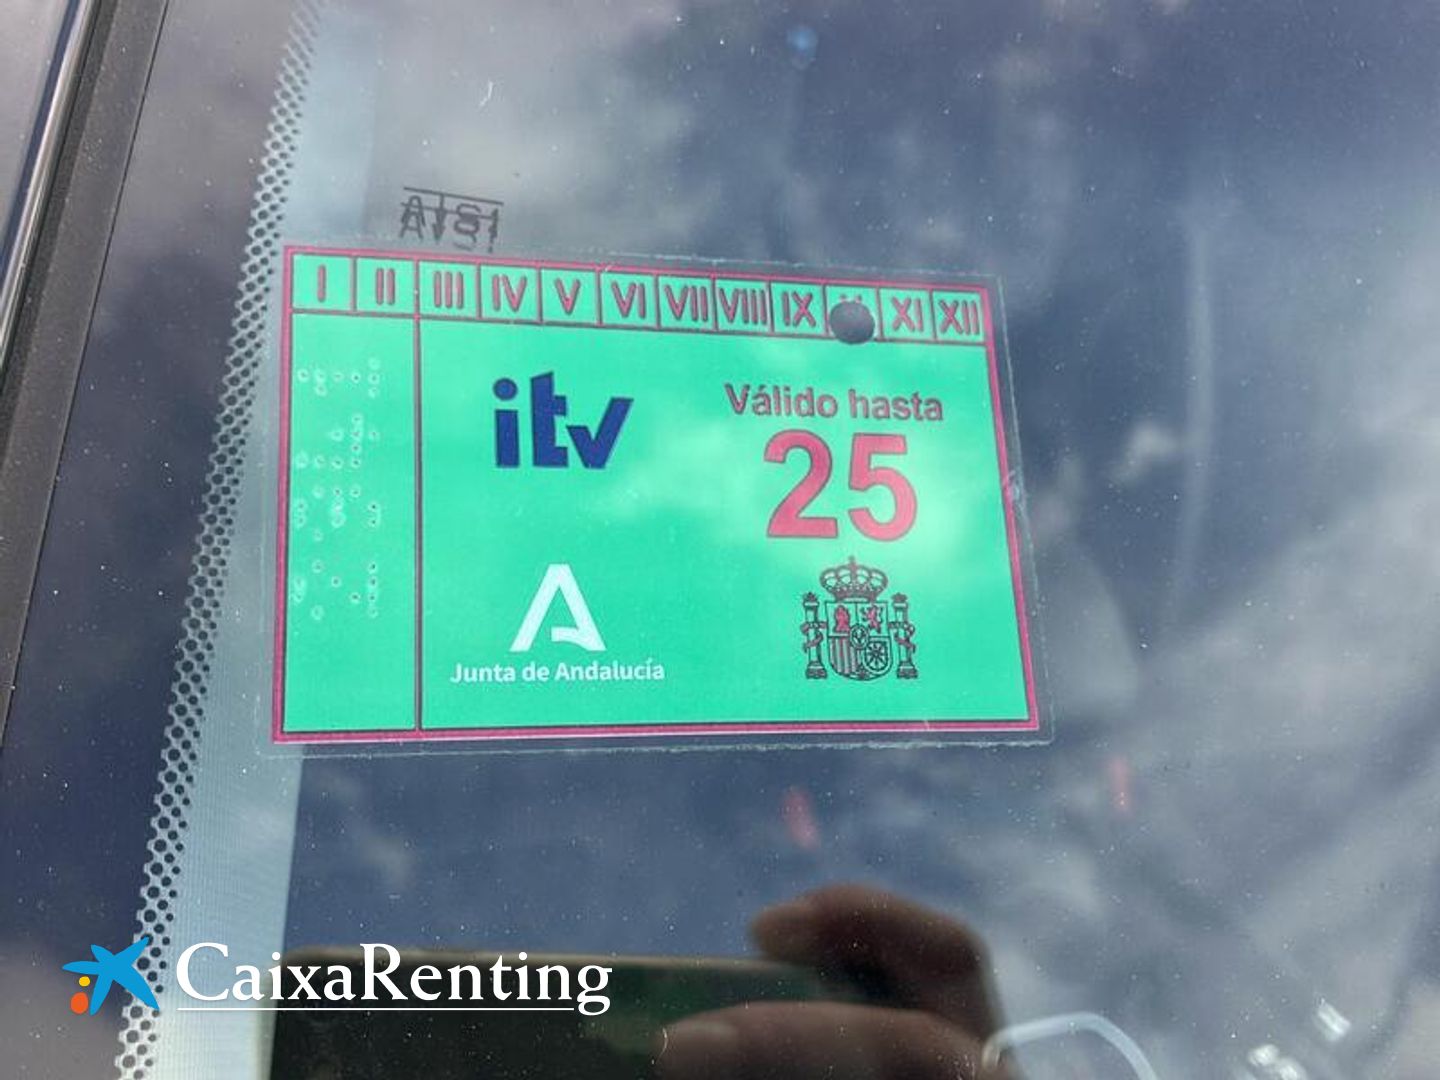 I II III IV V VI VII VIII IX XI XII
itv
Válido hasta
25
Junta de Andalucía
CaixaRenting